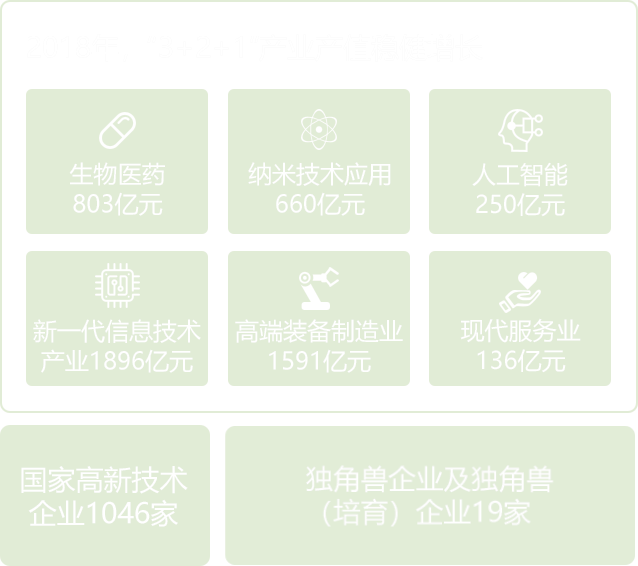 生物医药
803亿元
纳米技术应用
660亿元
人工智能
250亿元
新一代信息技术
产业1896亿元
高端装备制造业
1591亿元
现代服务业
136亿元
国家高新技术
企业1046家
独角兽企业及独角兽
（培育）企业19家